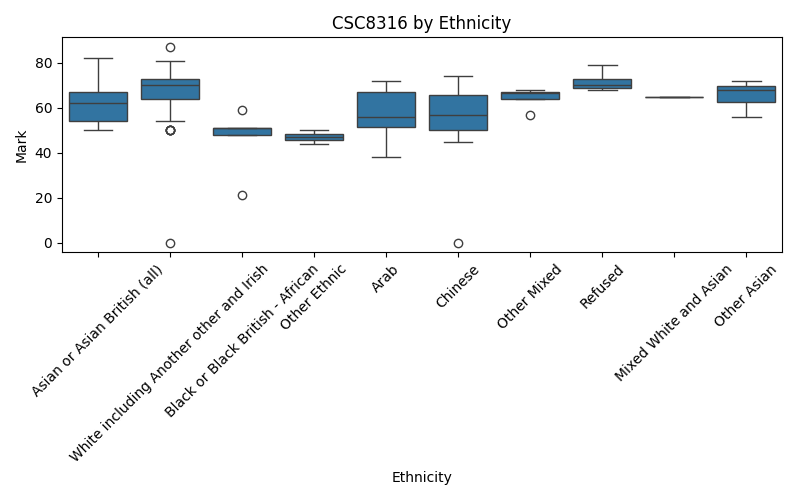 CSC8316 by Ethnicity
Mark
80
60
40
20
0
Asian or Asian British (all)
White including Another other and Irish
Black or Black British - African
Other Ethnic
Arab
Chinese
Other Mixed
Refused
Mixed White and Asian
Other Asian
Ethnicity